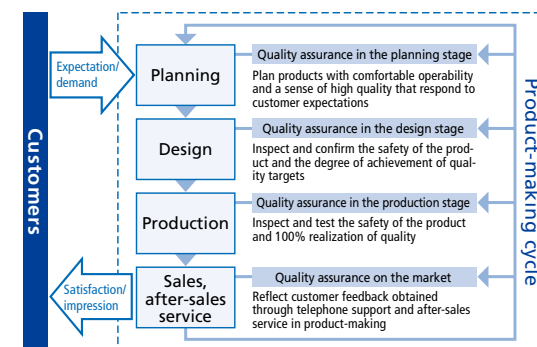 Customers
Expectation/
demand
Planning
Quality assurance in the planning stage
Plan products with comfortable operability
and a sense of high quality that respond to
customer expectations
Design
Quality assurance in the design stage
Inspect and confirm the safety of the prod-
uct and the degree of achievement of qual-
ity targets
Production
Quality assurance in the production stage
Inspect and test the safety of the product
and 100% realization of quality
Satisfaction/
impression
Sales,
after-sales
service
Quality assurance on the market
Reflect customer feedback obtained
through telephone support and after-sales
service in product-making
Product-making cycle